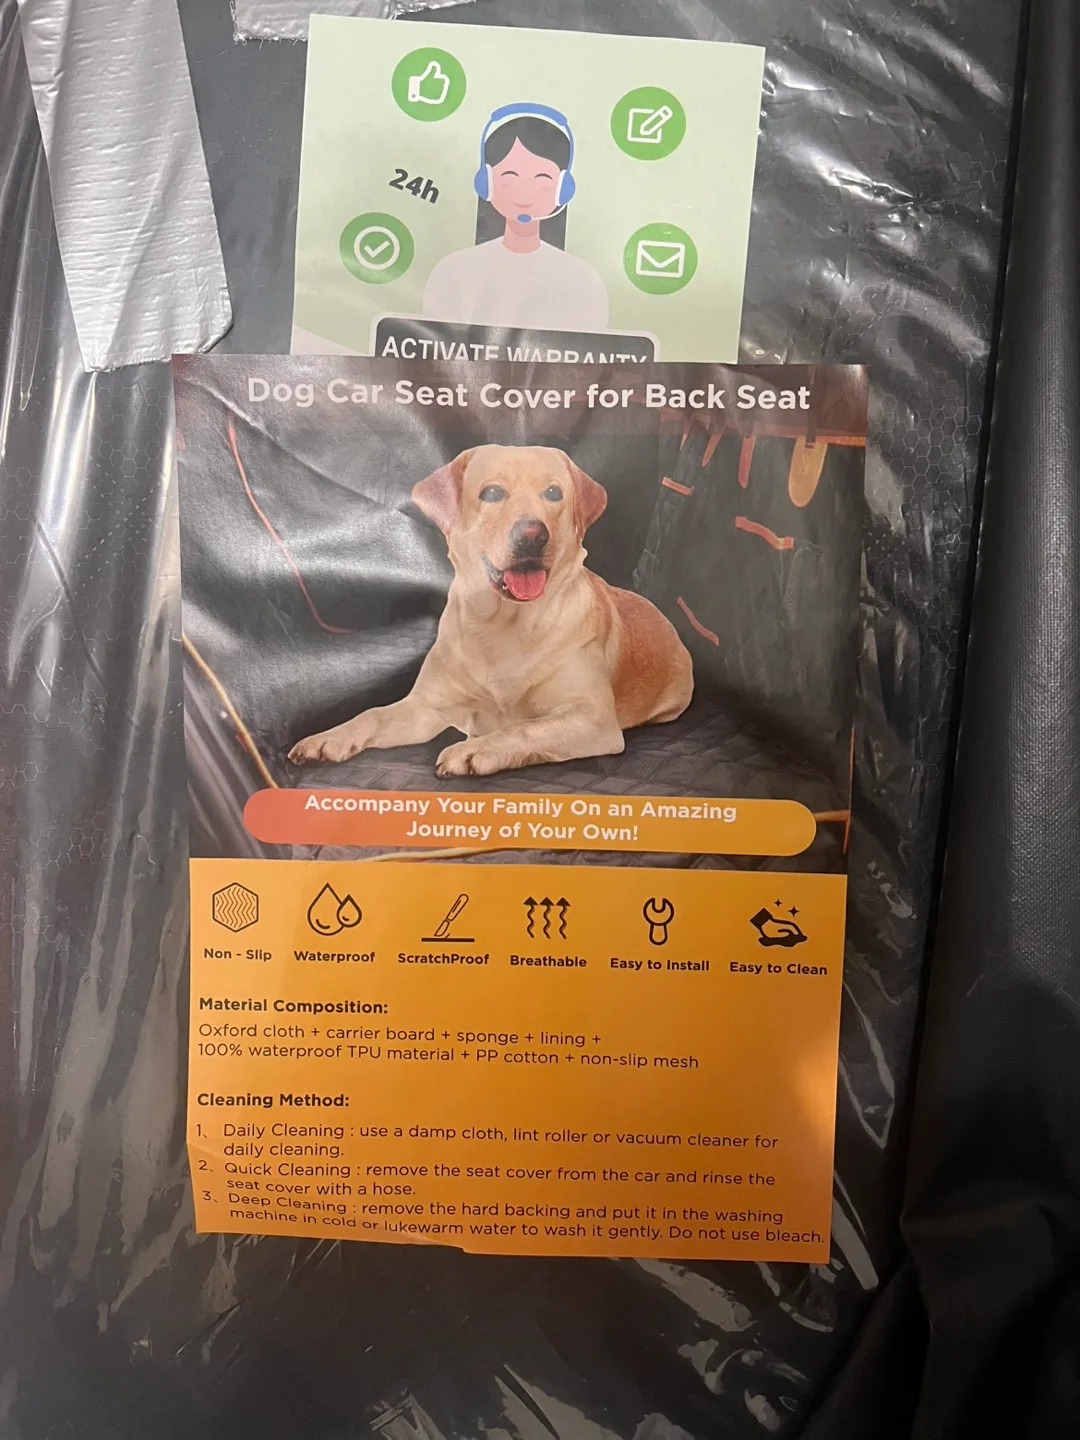 24h
ACTIVATE WARRANTY
Dog Car Seat Cover for Back Seat
Accompany Your Family On an Amazing
Journey of Your Own!
Non - Slip
Waterproof
ScratchProof
Breathable
Easy to Install
Easy to Clean
Material Composition:
Oxford cloth + carrier board + sponge + lining +
100% waterproof TPU material + PP cotton + non-slip mesh
Cleaning Method:
1、 Daily Cleaning : use a damp cloth, lint roller or vacuum cleaner for
daily cleaning.
2、 Quick Cleaning : remove the seat cover from the car and rinse the
seat cover with a hose.
3、 Deep Cleaning : remove the hard backing and put it in the washing
machine in cold or lukewarm water to wash it gently. Do not use bleach.